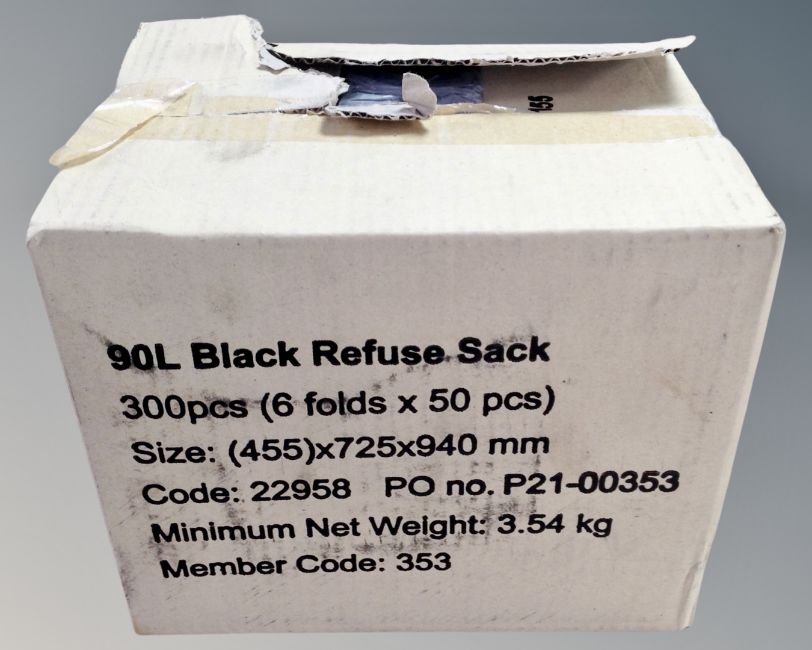 155
90L Black Refuse Sack
300pcs (6 folds x 50 pcs)
Size: (455)x725x940 mm
Code: 22958 PO no. P21-00353
Minimum Net Weight: 3.54 kg
Member Code: 353